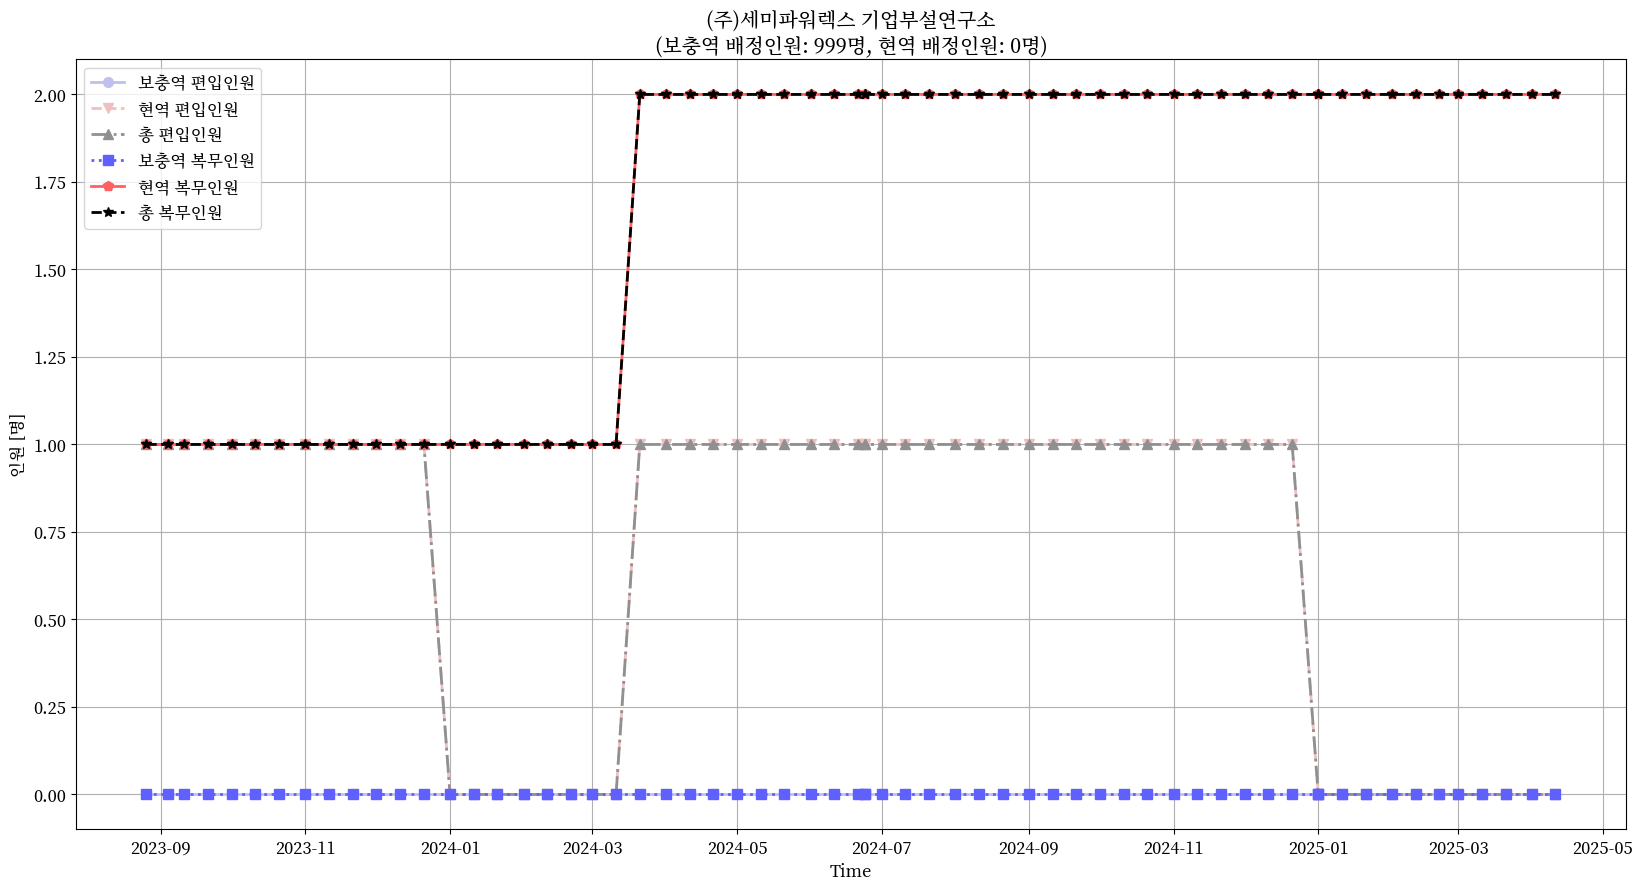 (주)세미파워렉스 기업부설연구소
(보충역 배정인원: 999명, 현역 배정인원: 0명)
보충역 편입인원
현역 편입인원
총 편입인원
보충역 복무인원
현역 복무인원
총 복무인원
2.00
1.75
1.50
1.25
1.00
0.75
0.50
0.25
0.00
인원 [명]
2023-09 2023-11 2024-01 2024-03 2024-05 2024-07 2024-09 2024-11 2025-01 2025-03 2025-05
Time